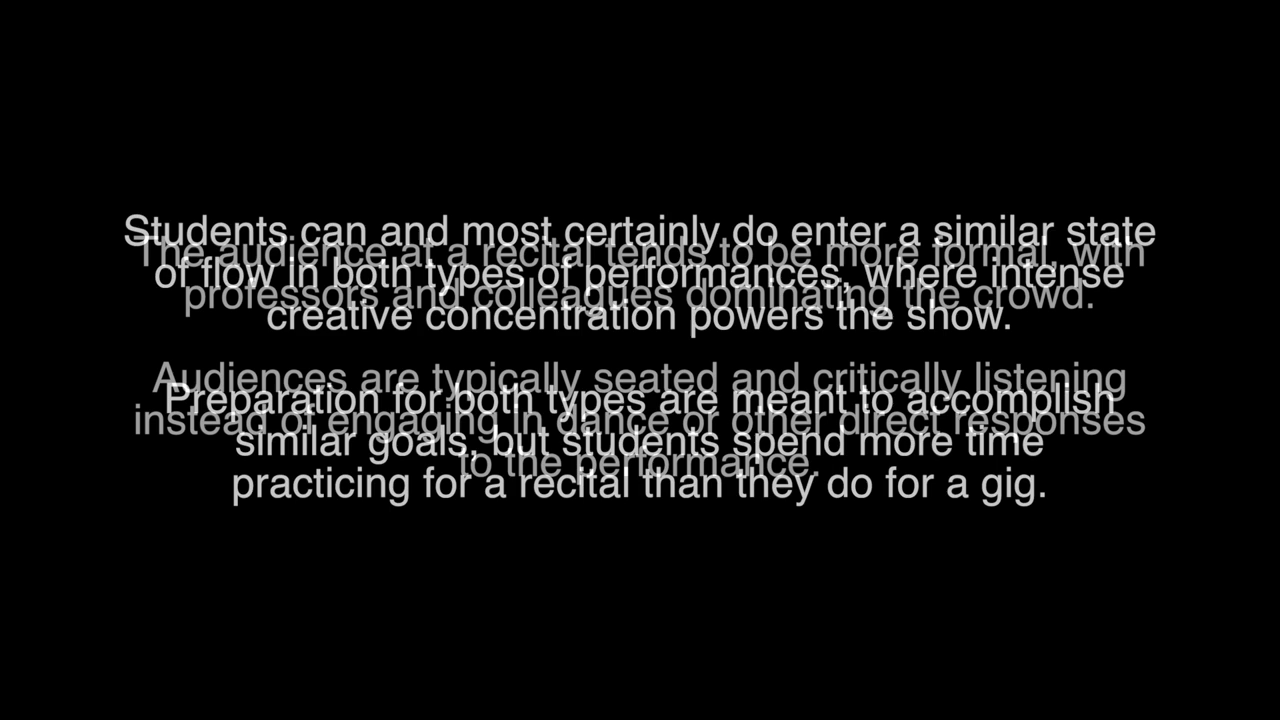 Students can and most certainly do enter a similar state
of flow in both types of performances, where intense
creative concentration powers the show.
Preparation for both types are meant to accomplish
similar goals, but students spend more time
practicing for a recital than they do for a gig.
The audience at a recital tends to be more formal, with
professors and colleagues dominating the crowd.
Audiences are typically seated and critically listening
instead of engaging in dance or other direct responses
to the performance.